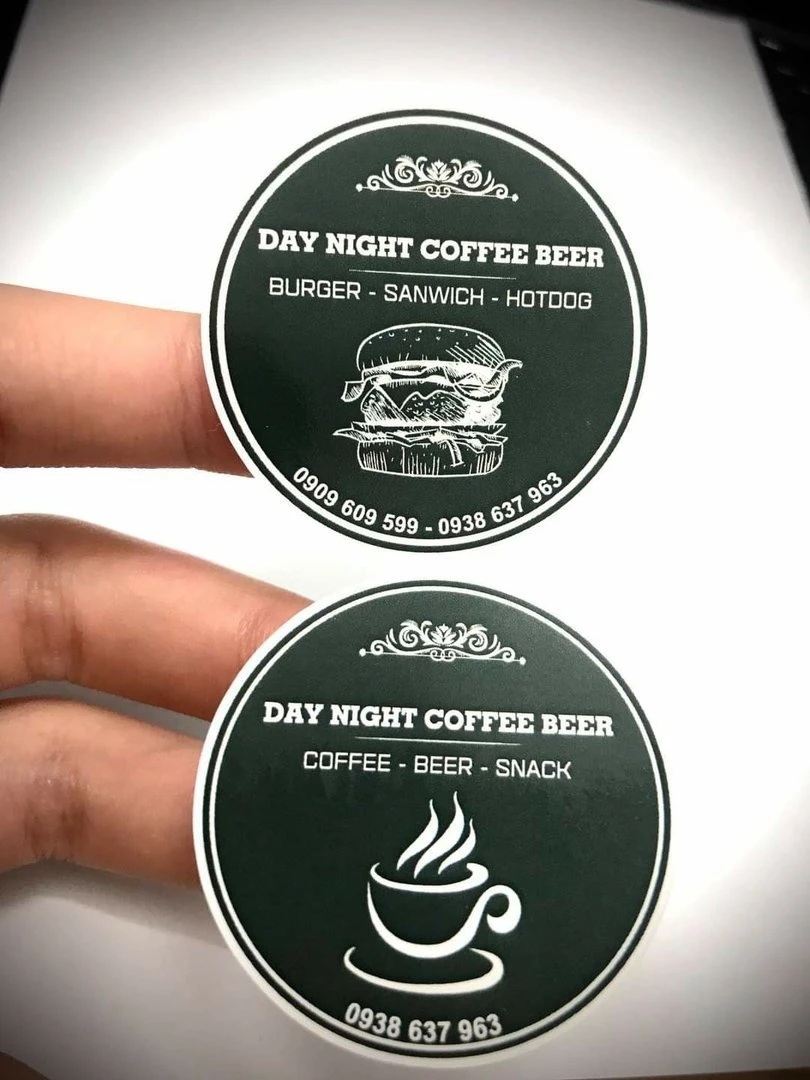 DAY NIGHT COFFEE BEER
BURGER - SANWICH - HOTDOG
0909 609 599 - 0938 637 963
DAY NIGHT COFFEE BEER
COFFEE - BEER - SNACK
0938 637 963